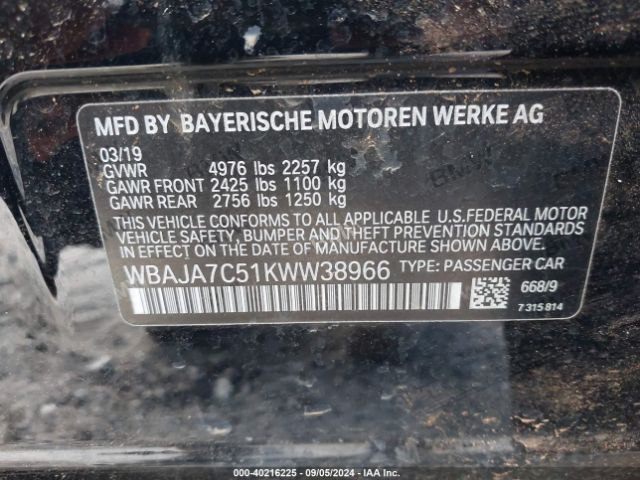 MFD BY BAYERISCHE MOTOREN WERKE AG
03/19
GVWR 4976 lbs 2257 kg
GAWR FRONT 2425 lbs 1100 kg
GAWR REAR 2756 lbs 1250 kg
THIS VEHICLE CONFORMS TO ALL APPLICABLE U.S.FEDERAL MOTOR
VEHICLE SAFETY, BUMPER AND THEFT PREVENTION STANDARDS
IN EFFECT ON THE DATE OF MANUFACTURE SHOWN ABOVE.
WBAJA7C51KWW38966 TYPE: PASSENGER CAR
668/9
7315814
000-40216225 - 09/05/2024 - IAA Inc.